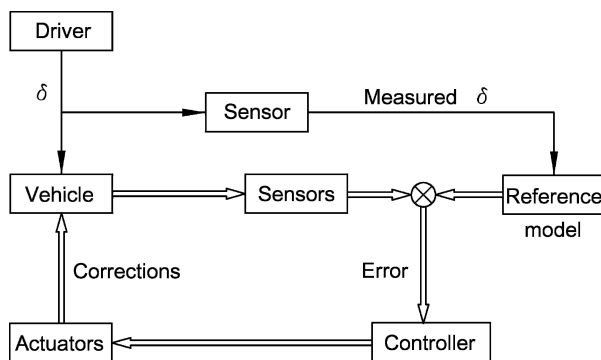 Driver
δ
Sensor
Measured δ
Vehicle
Sensors
Reference
model
Corrections
Error
Actuators
Controller